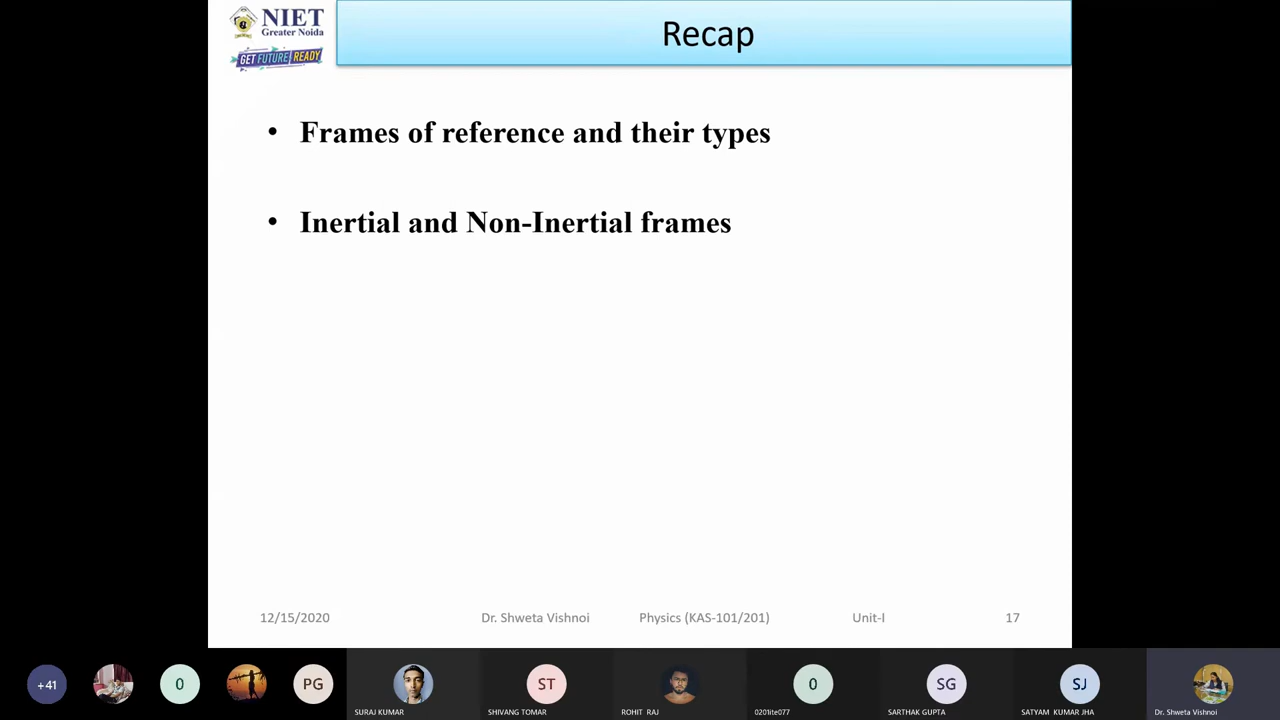 NIET
Greater Noida
GET FUTURE READY
Recap
• Frames of reference and their types
• Inertial and Non-Inertial frames
12/15/2020 Dr. Shweta Vishnoi Physics (KAS-101/201) Unit-I 17
+41 0 PG ST 0 SG SJ
SURAJ KUMAR SHIVANG TOMAR ROHIT RAJ 0201ite077 SARTHAK GUPTA SATYAM KUMAR JHA Dr. Shweta Vishnoi